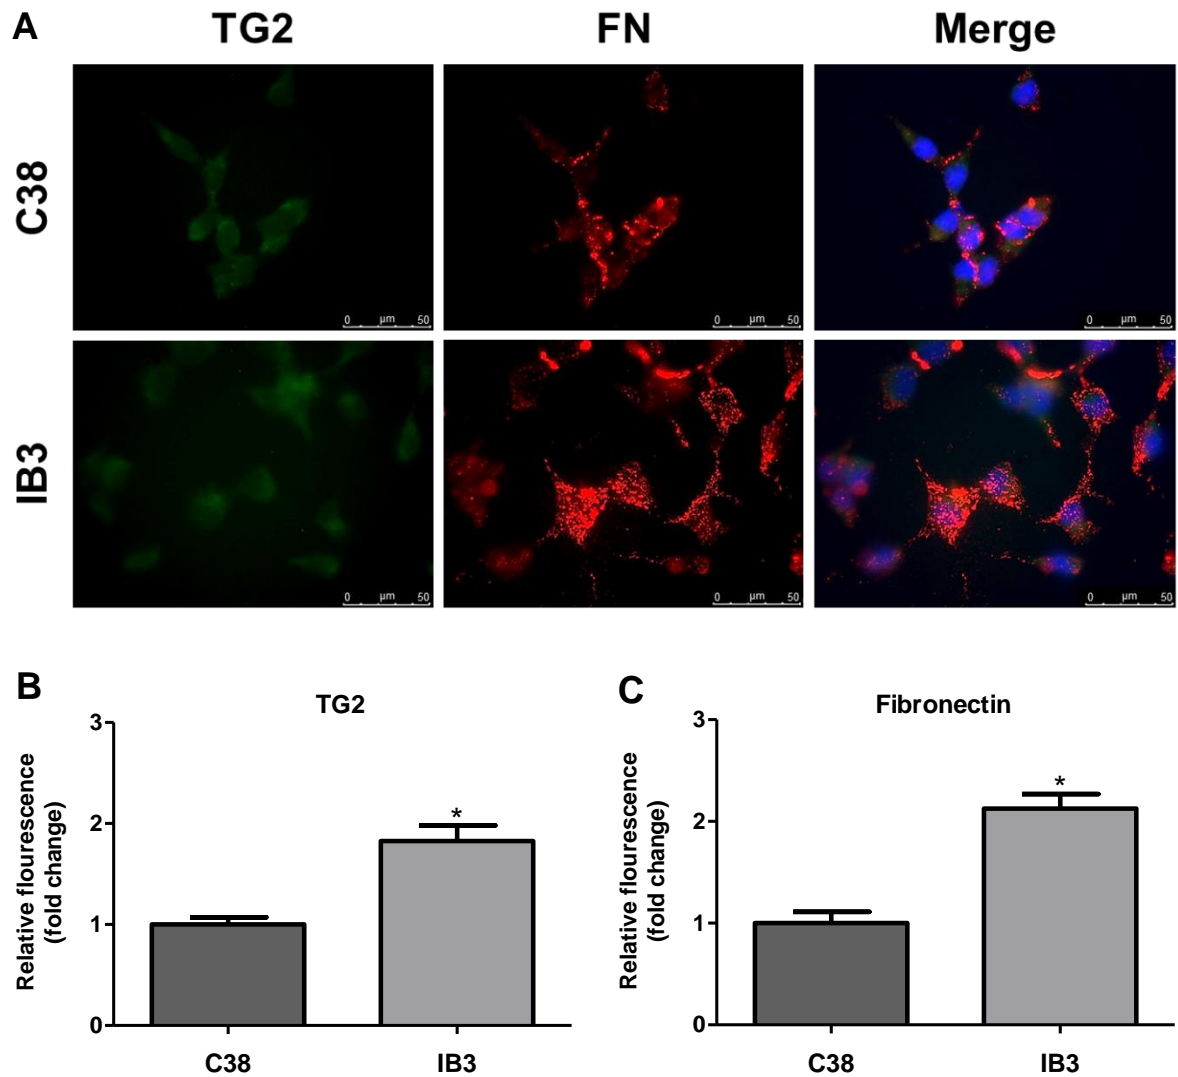 A
TG2
FN
Merge
C38
0 µm 50
0 µm 50
0 µm 50
IB3
0 µm 50
0 µm 50
0 µm 50
B
TG2
Relative flourescence
(fold change)
3
2
1
0
*
C38
IB3
C
Fibronectin
Relative flourescence
(fold change)
3
2
1
0
*
C38
IB3